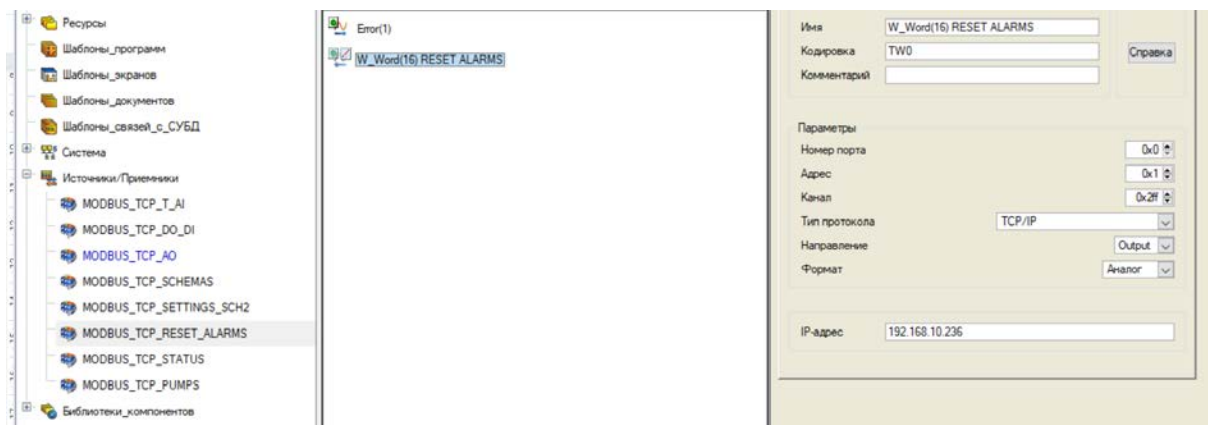 Ресурсы
Шаблоны_программ
Шаблоны_экранов
Шаблоны_документов
Шаблоны_связей_с_СУБД
Система
Источники/Приемники
MODBUS_TCP_T_AI
MODBUS_TCP_DO_DI
MODBUS_TCP_AO
MODBUS_TCP_SCHEMAS
MODBUS_TCP_SETTINGS_SCH2
MODBUS_TCP_RESET_ALARMS
MODBUS_TCP_STATUS
MODBUS_TCP_PUMPS
Библиотеки_компонентов
Error(1)
W_Word(16) RESET ALARMS
Имя W_Word(16) RESET ALARMS
Кодировка TW0 Справка
Комментарий
Параметры
Номер порта 0x0
Адрес 0x1
Канал 0x2ff
Тип протокола TCP/IP
Направление Output
Формат Аналог
IP-адрес 192.168.10.236